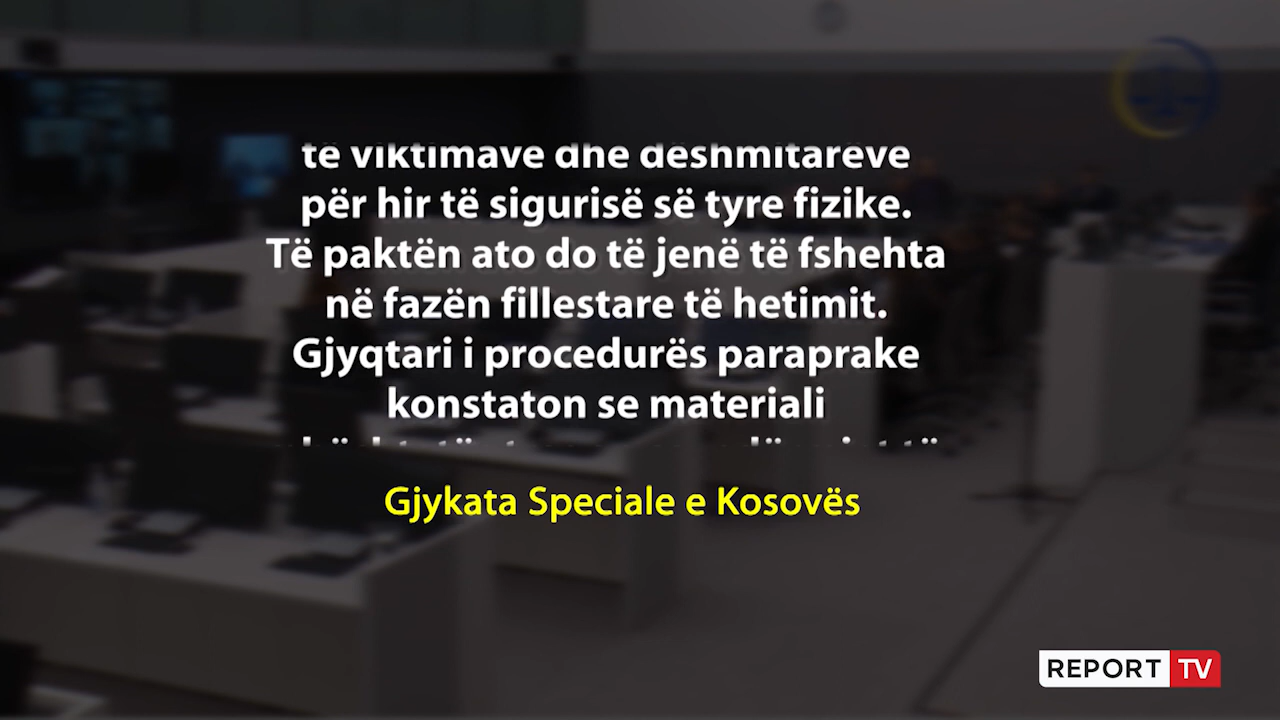 të viktimave dhe dëshmitarëve
për hir të sigurisë së tyre fizike.
Të paktën ato do të jenë të fshehta
në fazën fillestare të hetimit.
Gjyqtari i procedurës paraprake
konstaton se materiali
Gjykata Speciale e Kosovës
REPORT TV